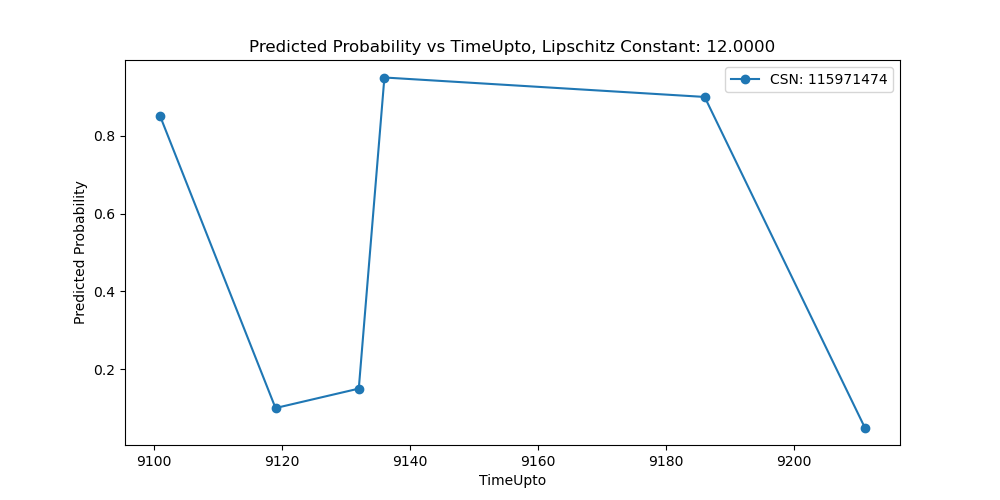 Predicted Probability vs TimeUpto, Lipschitz Constant: 12.0000
CSN: 115971474
Predicted Probability
0.8
0.6
0.4
0.2
9100 9120 9140 9160 9180 9200
TimeUpto